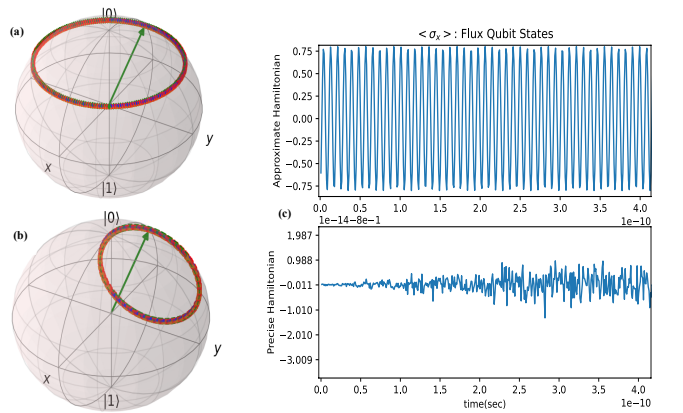 (a)
|0⟩
x
y
|1⟩
(b)
|0⟩
x
y
|1⟩
<σx>: Flux Qubit States
Approximate Hamiltonian
0.75
0.50
0.25
0.00
−0.25
−0.50
−0.75
0.0 0.5 1.0 1.5 2.0 2.5 3.0 3.5 4.0
1e−10
(c)
1e−14−8e−1
Precise Hamiltonian
1.987
0.988
−0.011
−1.010
−2.010
−3.009
0.0 0.5 1.0 1.5 2.0 2.5 3.0 3.5 4.0
time(sec)
1e−10